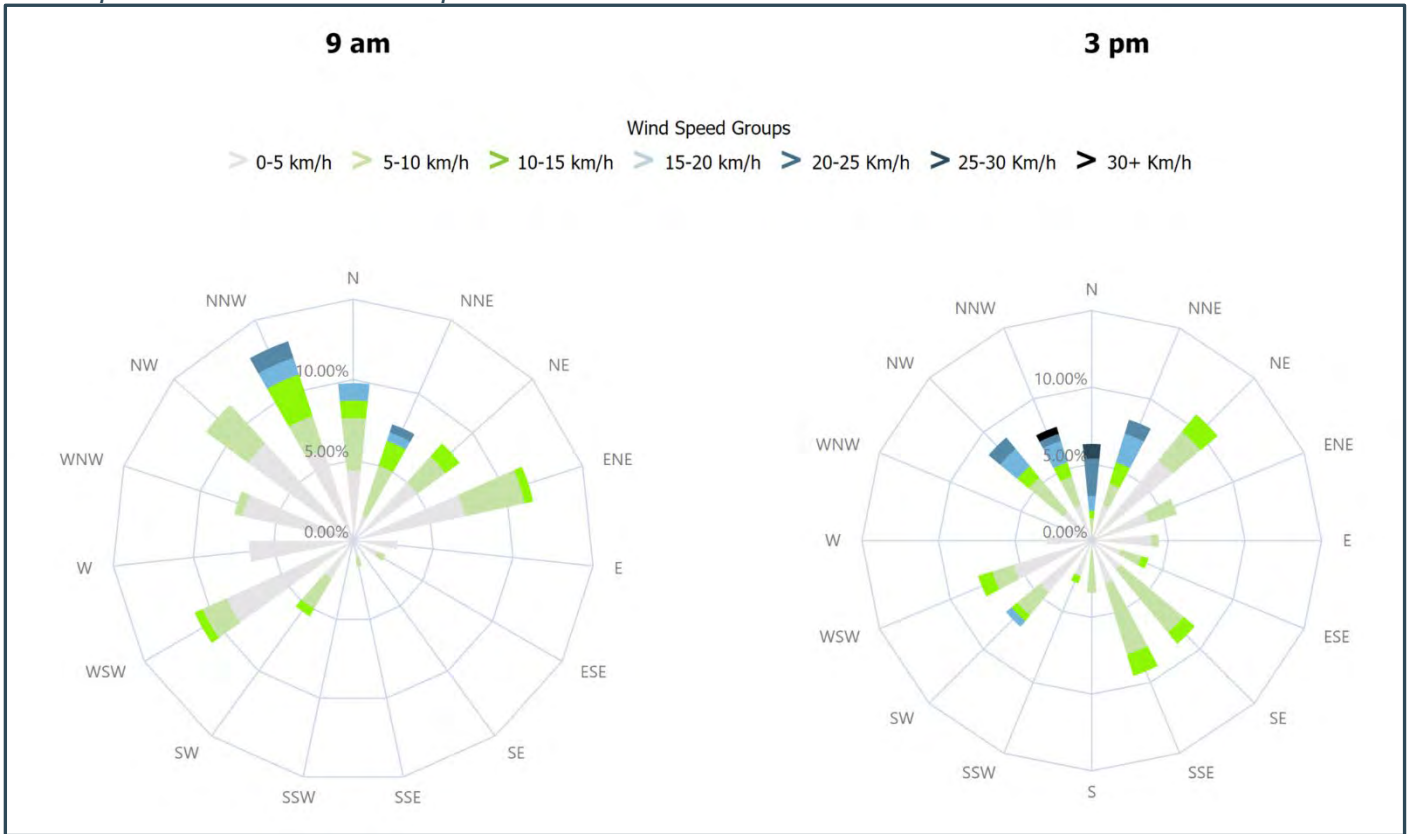 9 am
3 pm
Wind Speed Groups
> 0-5 km/h > 5-10 km/h > 10-15 km/h > 15-20 km/h > 20-25 Km/h > 25-30 Km/h > 30+ Km/h
N
NNE
NE
ENE
E
ESE
SE
SSE
SSW
SW
WSW
W
WNW
NW
NNW
10.00%
5.00%
0.00%
N
NNE
NE
ENE
E
ESE
SE
SSE
S
SSW
SW
WSW
W
WNW
NW
NNW
10.00%
5.00%
0.00%